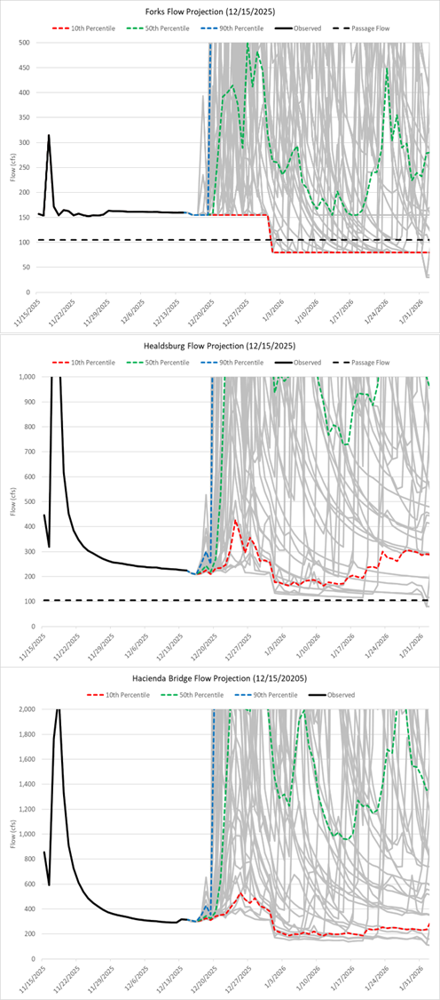 Forks Flow Projection (12/15/2025)
10th Percentile 50th Percentile 90th Percentile Observed Passage Flow
500
450
400
350
300
250
200
150
100
50
0
Flow (cfs)
11/15/2025 11/22/2025 11/29/2025 12/6/2025 12/13/2025 12/20/2025 12/27/2025 1/3/2026 1/10/2026 1/17/2026 1/24/2026 1/31/2026
Healdsburg Flow Projection (12/15/2025)
10th Percentile 50th Percentile 90th Percentile Observed Passage Flow
1,000
900
800
700
600
500
400
300
200
100
0
Flow (cfs)
11/15/2025 11/22/2025 11/29/2025 12/6/2025 12/13/2025 12/20/2025 12/27/2025 1/3/2026 1/10/2026 1/17/2026 1/24/2026 1/31/2026
Hacienda Bridge Flow Projection (12/15/20205)
10th Percentile 50th Percentile 90th Percentile Observed
2,000
1,800
1,600
1,400
1,200
1,000
800
600
400
200
0
Flow (cfs)
11/15/2025 11/22/2025 11/29/2025 12/6/2025 12/13/2025 12/20/2025 12/27/2025 1/3/2026 1/10/2026 1/17/2026 1/24/2026 1/31/2026